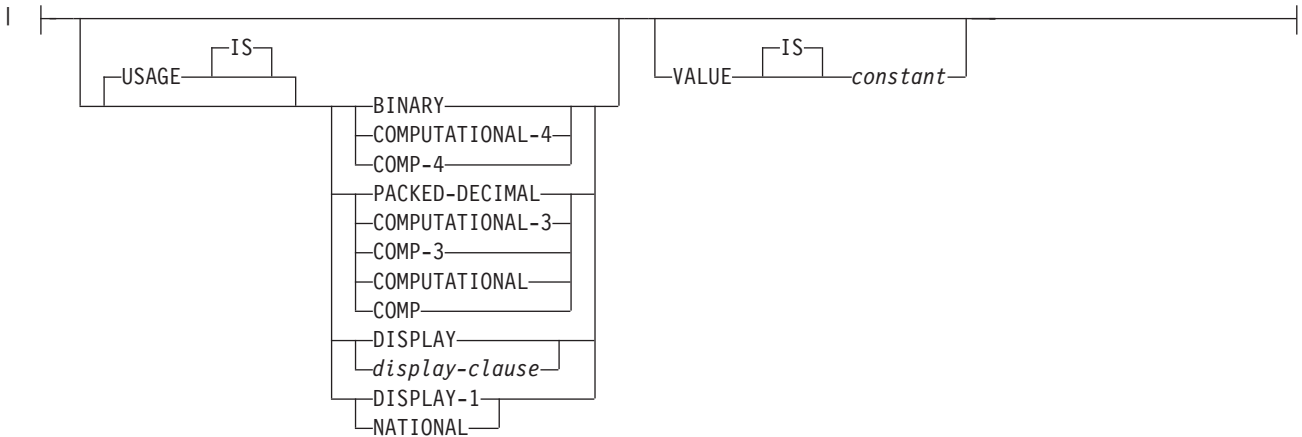 IS IS
USAGE VALUE constant
BINARY
COMPUTATIONAL-4
COMP-4
PACKED-DECIMAL
COMPUTATIONAL-3
COMP-3
COMPUTATIONAL
COMP
DISPLAY
display-clause
DISPLAY-1
NATIONAL